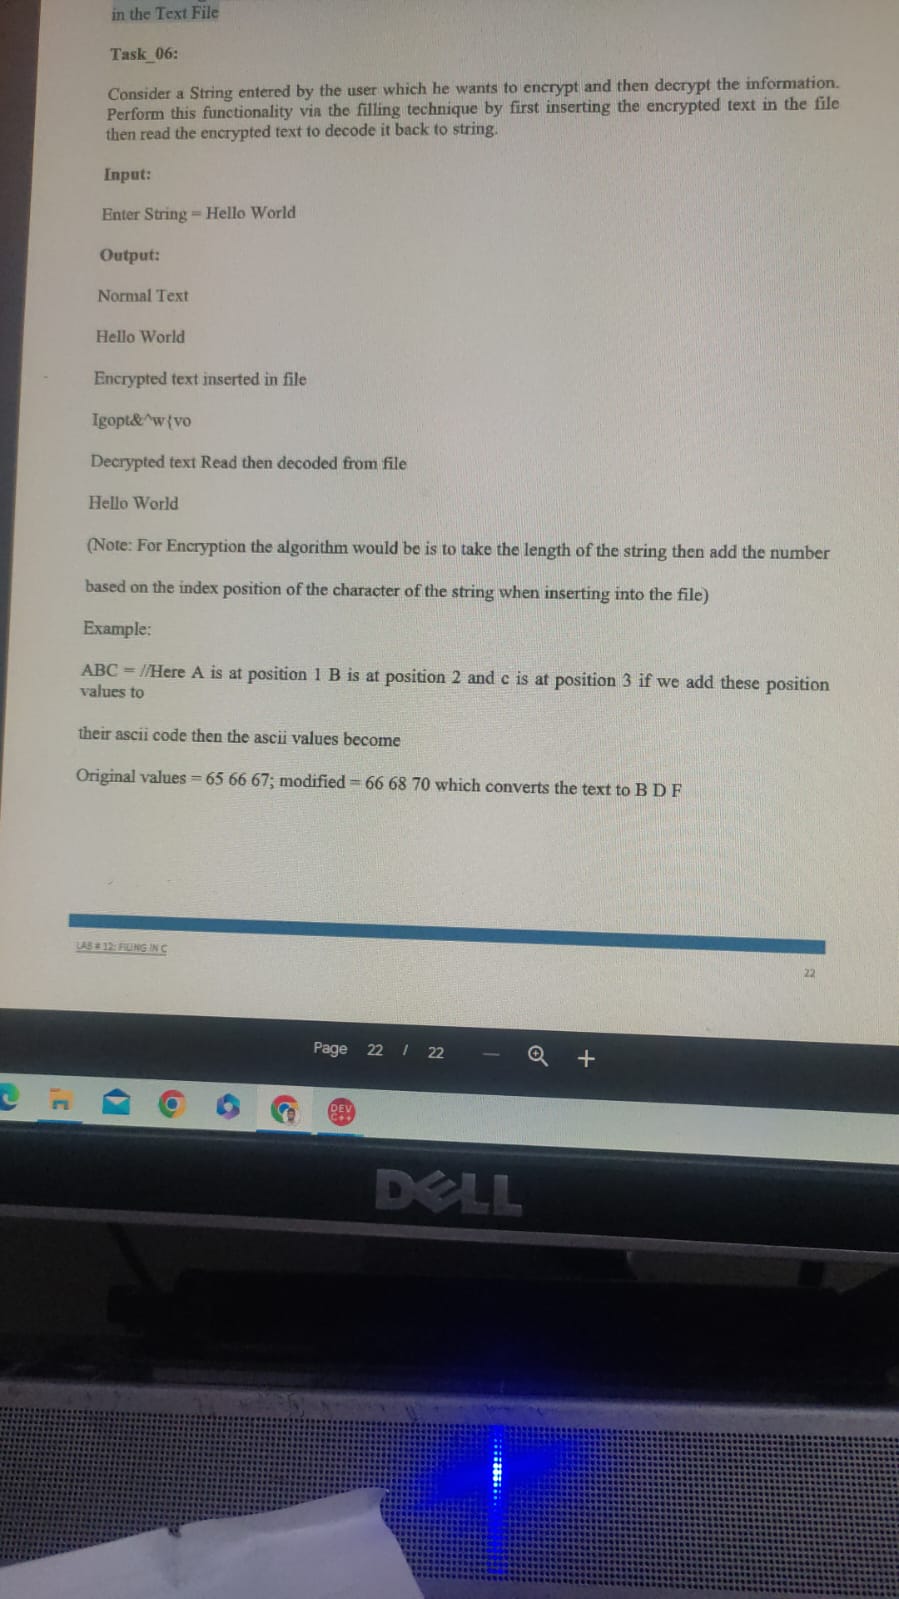 in the Text File
Task_06:
Consider a String entered by the user which he wants to encrypt and then decrypt the information.
Perform this functionality via the filling technique by first inserting the encrypted text in the file
then read the encrypted text to decode it back to string.
Input:
Enter String = Hello World
Output:
Normal Text
Hello World
Encrypted text inserted in file
Igopt&^w{vo
Decrypted text Read then decoded from file
Hello World
(Note: For Encryption the algorithm would be is to take the length of the string then add the number
based on the index position of the character of the string when inserting into the file)
Example:
ABC = //Here A is at position 1 B is at position 2 and c is at position 3 if we add these position
values to
their ascii code then the ascii values become
Original values = 65 66 67; modified = 66 68 70 which converts the text to B D F
LAB # 12: FILING IN C
22
Page 22 / 22
DEV
C++
DELL